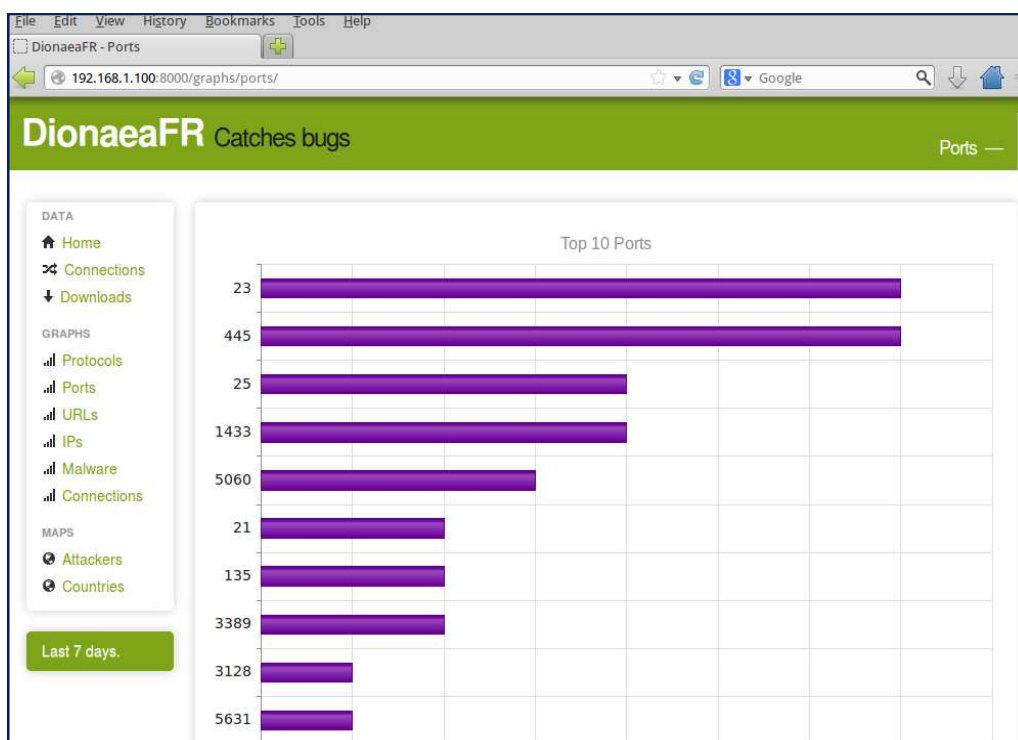 File Edit View History Bookmarks Tools Help
DionaeaFR - Ports
192.168.1.100:8000/graphs/ports/
Google
DionaeaFR Catches bugs
Ports —
DATA
Home
Connections
Downloads
GRAPHS
Protocols
Ports
URLs
IPs
Malware
Connections
MAPS
Attackers
Countries
Last 7 days.
Top 10 Ports
23
445
25
1433
5060
21
135
3389
3128
5631